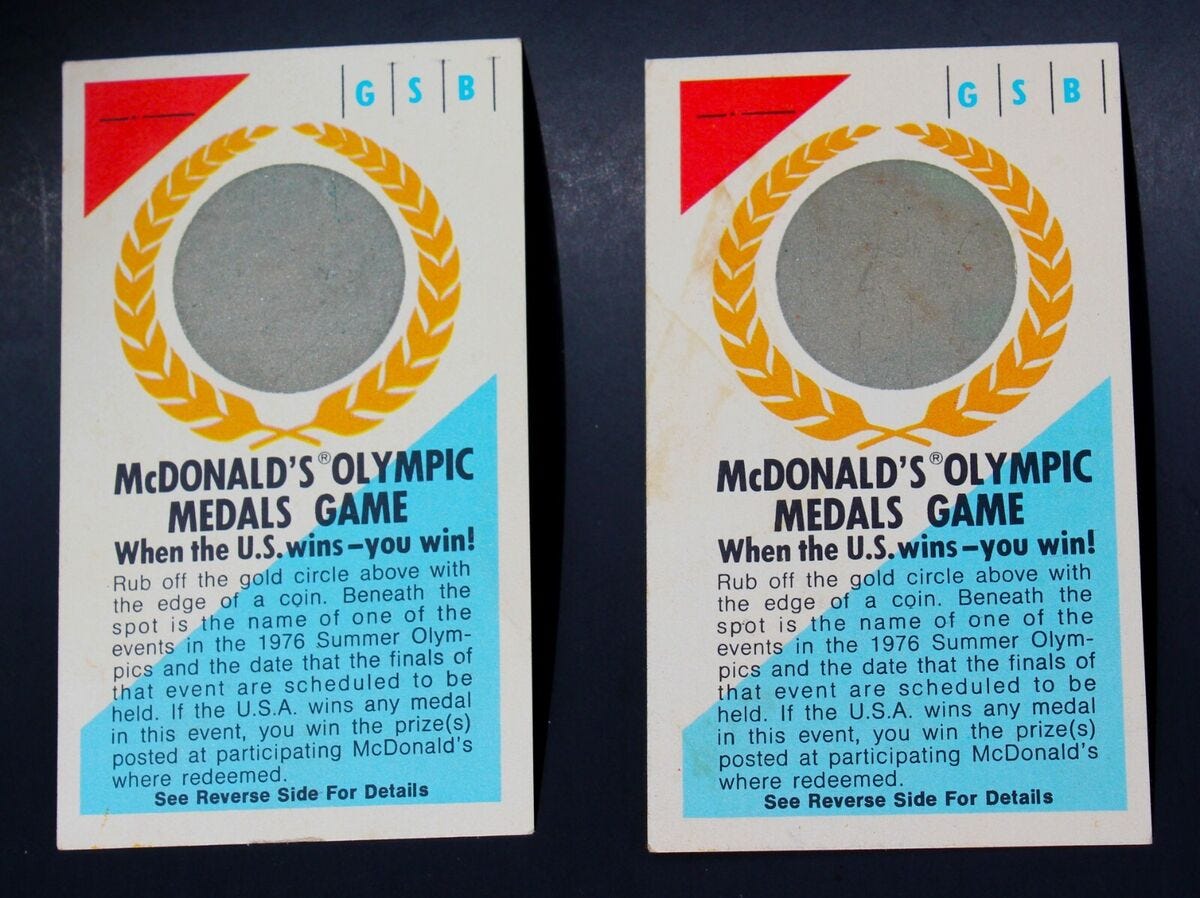 G S B
McDONALD'S® OLYMPIC
MEDALS GAME
When the U.S. wins—you win!
Rub off the gold circle above with
the edge of a coin. Beneath the
spot is the name of one of the
events in the 1976 Summer Olym-
pics and the date that the finals of
that event are scheduled to be
held. If the U.S.A. wins any medal
in this event, you win the prize(s)
posted at participating McDonald's
where redeemed.
See Reverse Side For Details
G S B
McDONALD'S® OLYMPIC
MEDALS GAME
When the U.S. wins—you win!
Rub off the gold circle above with
the edge of a coin. Beneath the
spot is the name of one of the
events in the 1976 Summer Olym-
pics and the date that the finals of
that event are scheduled to be
held. If the U.S.A. wins any medal
in this event, you win the prize(s)
posted at participating McDonald's
where redeemed.
See Reverse Side For Details